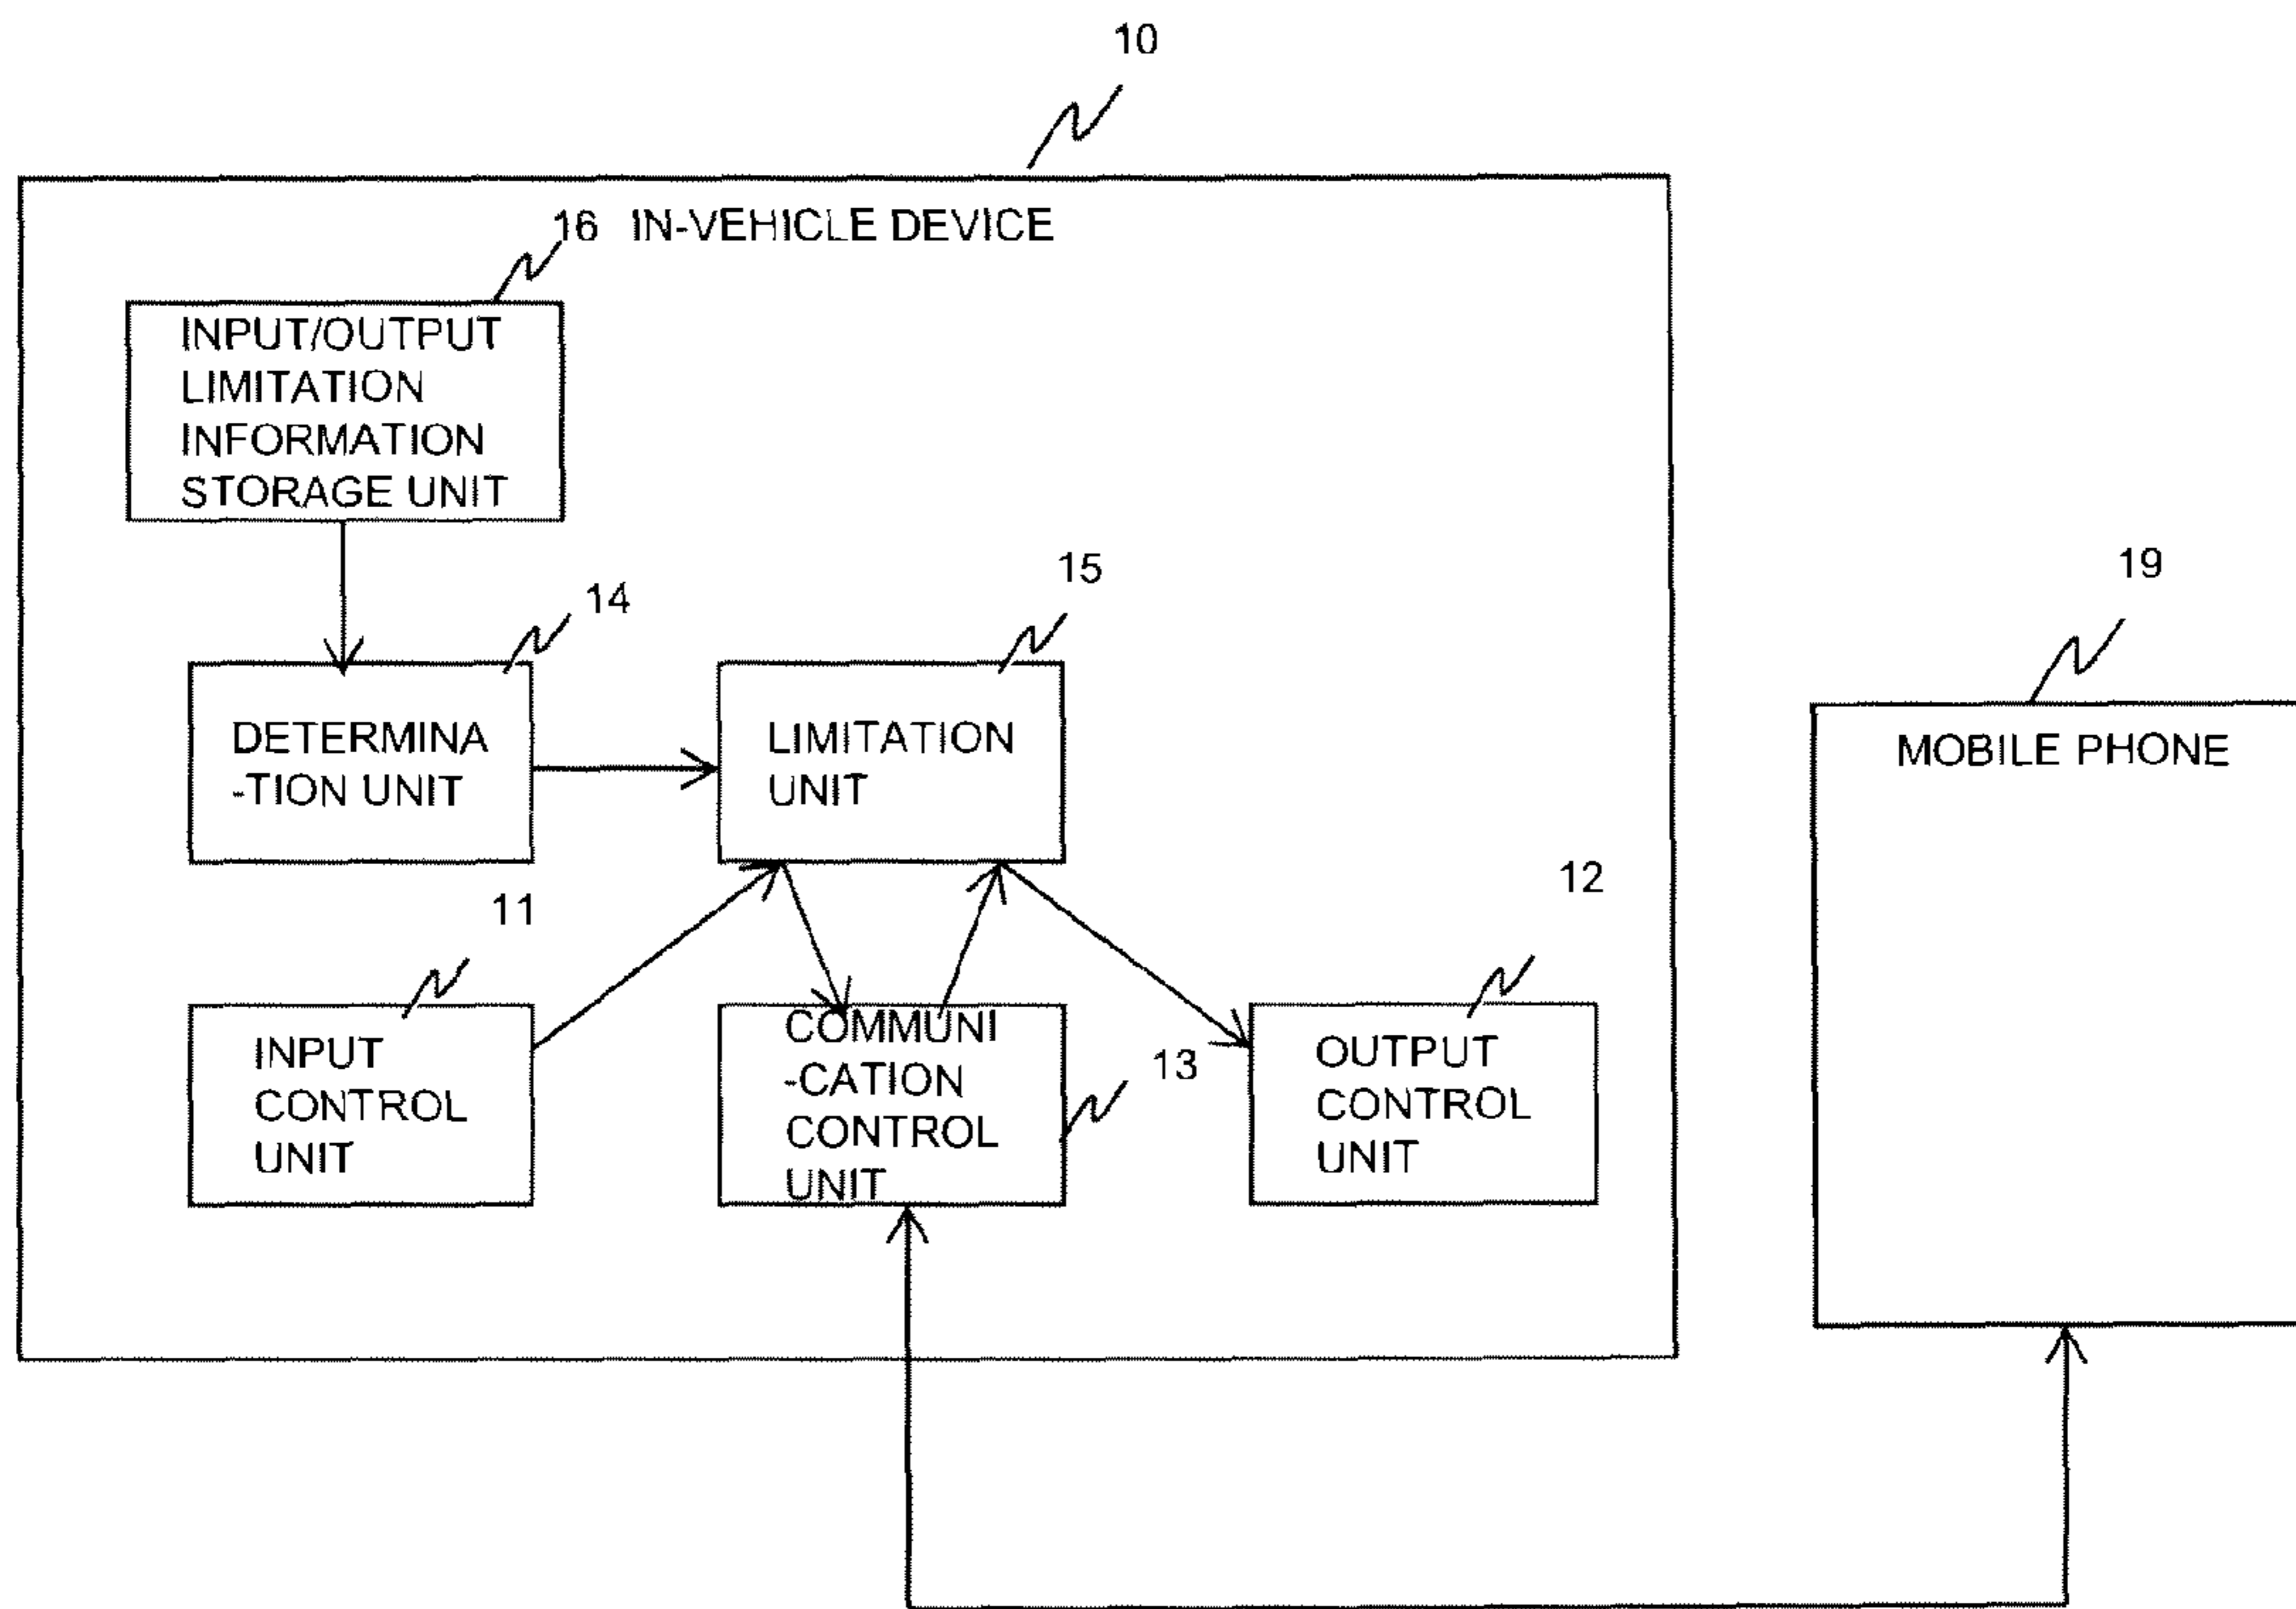 10
16 IN-VEHICLE DEVICE
INPUT/OUTPUT
LIMITATION
INFORMATION
STORAGE UNIT
14
15
19
DETERMINA
-TION UNIT
LIMITATION
UNIT
MOBILE PHONE
11
12
INPUT
CONTROL
UNIT
COMMUNI
-CATION
CONTROL
UNIT
13
OUTPUT
CONTROL
UNIT